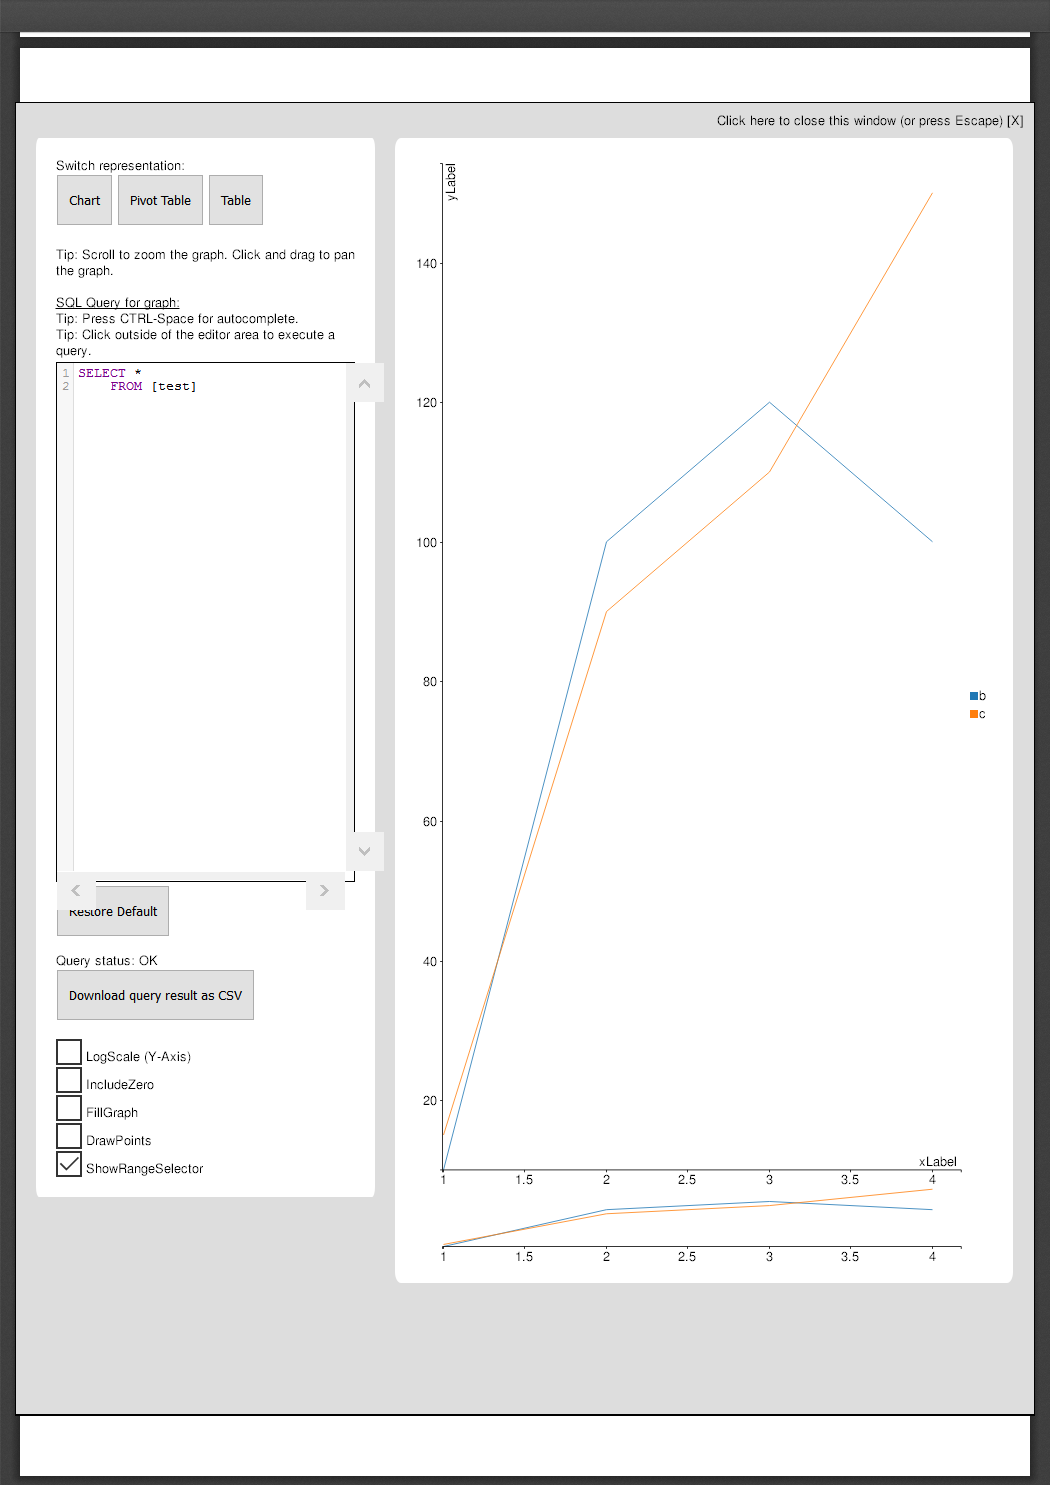 Click here to close this window (or press Escape) [X]
Switch representation:
Chart
Pivot Table
Table
Tip: Scroll to zoom the graph. Click and drag to pan
the graph.
SQL Query for graph:
Tip: Press CTRL-Space for autocomplete.
Tip: Click outside of the editor area to execute a
query.
1 SELECT *
2 FROM [test]
Restore Default
Query status: OK
Download query result as CSV
LogScale (Y-Axis)
IncludeZero
FillGraph
DrawPoints
ShowRangeSelector
yLabel
140
120
100
80
60
40
20
b
c
xLabel
1 1.5 2 2.5 3 3.5 4
1 1.5 2 2.5 3 3.5 4